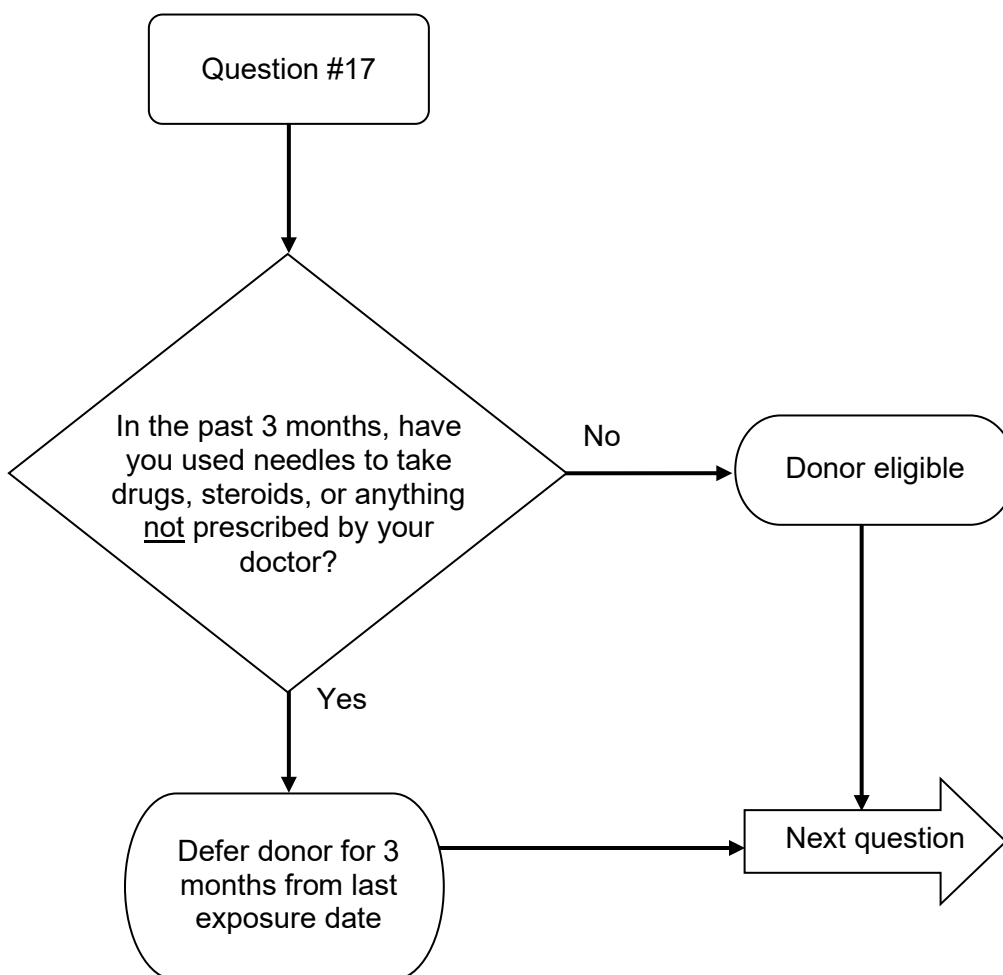 Question #17
In the past 3 months, have
you used needles to take
drugs, steroids, or anything
not prescribed by your
doctor?
No
Donor eligible
Yes
Defer donor for 3
months from last
exposure date
Next question